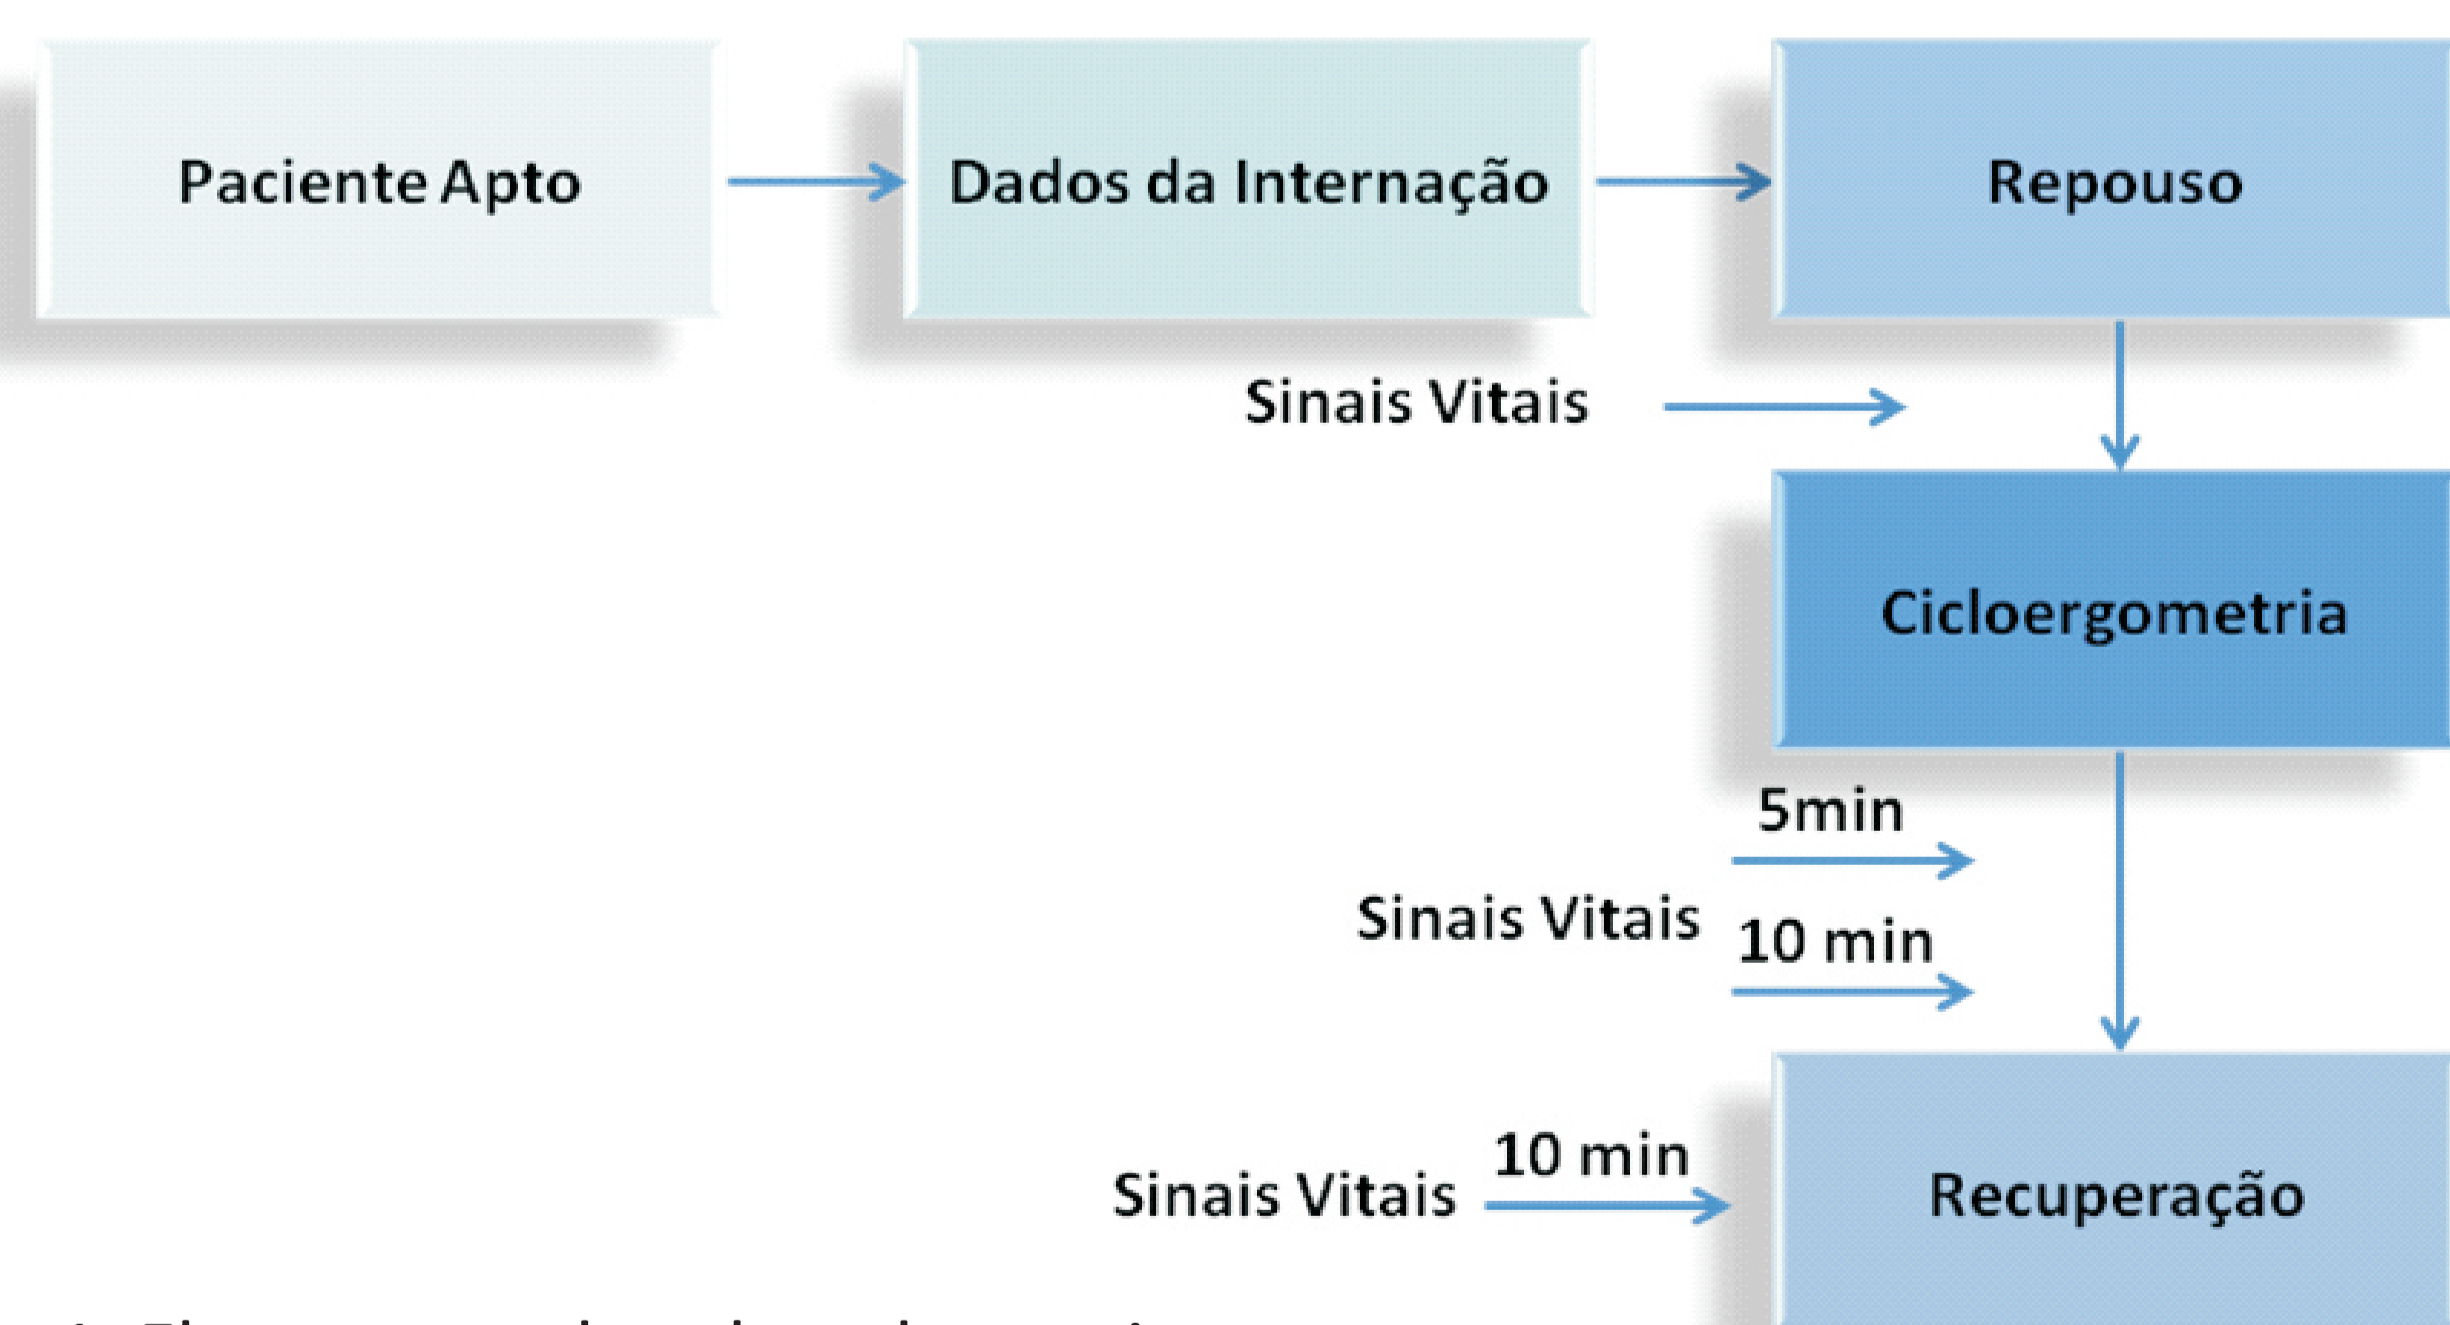 Paciente Apto
Dados da Internação
Repouso
Sinais Vitais
Cicloergometria
5min
Sinais Vitais
10 min
10 min
Sinais Vitais
Recuperação